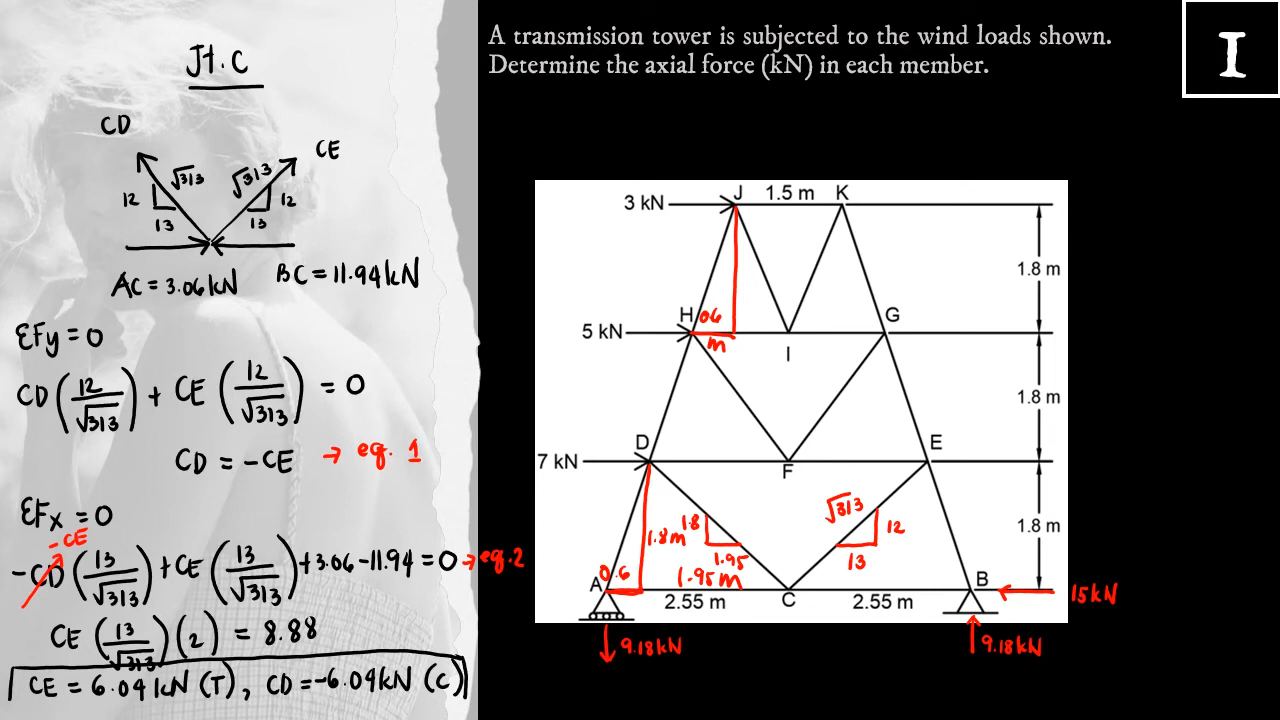 Jt. C
CD
CE
√313
√313
12
13
13
12
AC = 3.06 kN
BC = 11.94 kN
ΣFy = 0
CD (12/√313) + CE (12/√313) = 0
CD = -CE → eq. 1
ΣFx = 0
-CE
-CD (13/√313) + CE (13/√313) + 3.06 - 11.94 = 0 → eq. 2
CE (13/√313) (2) = 8.88
CE = 6.04 kN (T), CD = -6.04 kN (C)
A transmission tower is subjected to the wind loads shown.
Determine the axial force (kN) in each member.
I
3 kN
J
1.5 m
K
1.8 m
5 kN
H
0.6
m
I
G
1.8 m
7 kN
D
F
E
√313
12
13
1.8
1.95
1.8m
1.8 m
0.6
1.95 m
A
2.55 m
C
2.55 m
B
15 kN
9.18 kN
9.18 kN